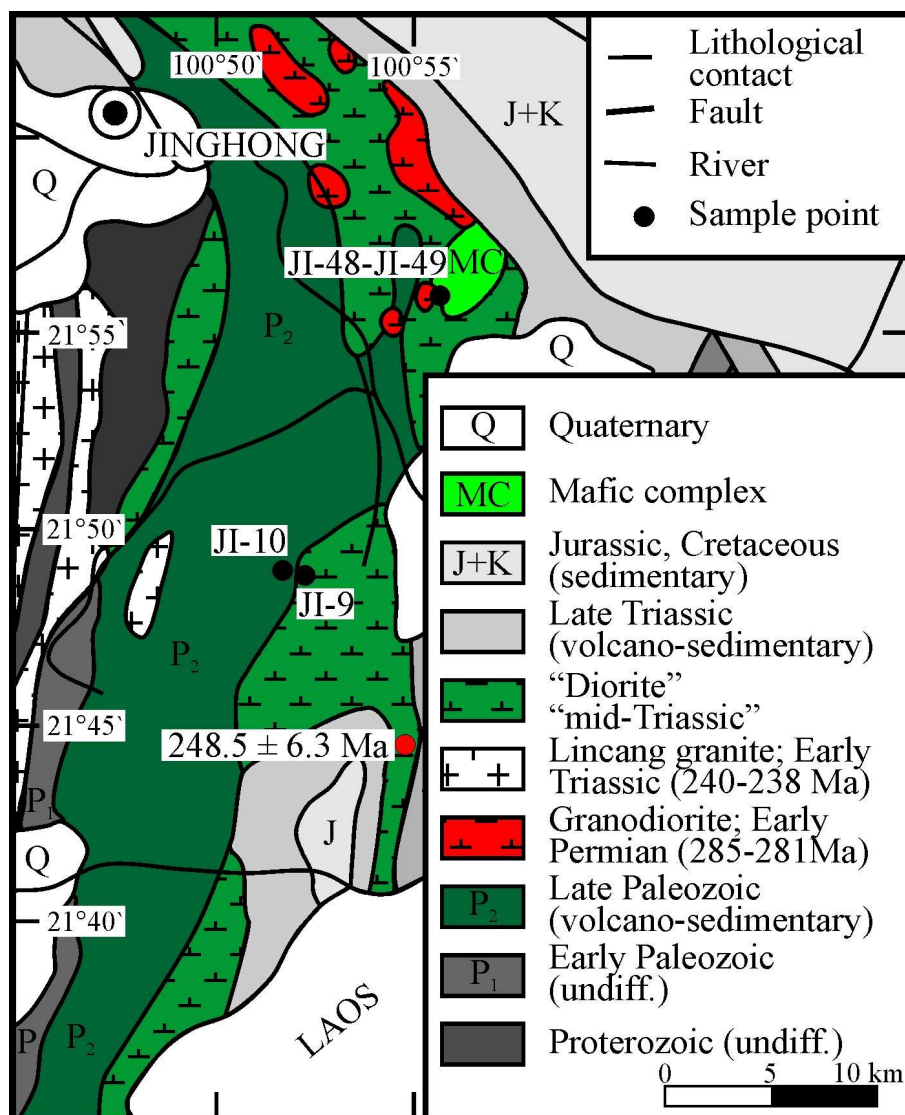 100°50`
100°55`
JINGHONG
Q
J+K
JI-48-JI-49
MC
21°55`
P₂
Q
21°50`
JI-10
JI-9
P₂
21°45`
248.5 ± 6.3 Ma
P₁
J
Q
21°40`
P
P₂
LAOS
Lithological
contact
Fault
River
Sample point
Q Quaternary
MC Mafic complex
J+K Jurassic, Cretaceous
(sedimentary)
Late Triassic
(volcano-sedimentary)
“Diorite”
“mid-Triassic”
Lincang granite; Early
Triassic (240-238 Ma)
Granodiorite; Early
Permian (285-281Ma)
P₂ Late Paleozoic
(volcano-sedimentary)
P₁ Early Paleozoic
(undiff.)
Proterozoic (undiff.)
0 5 10 km